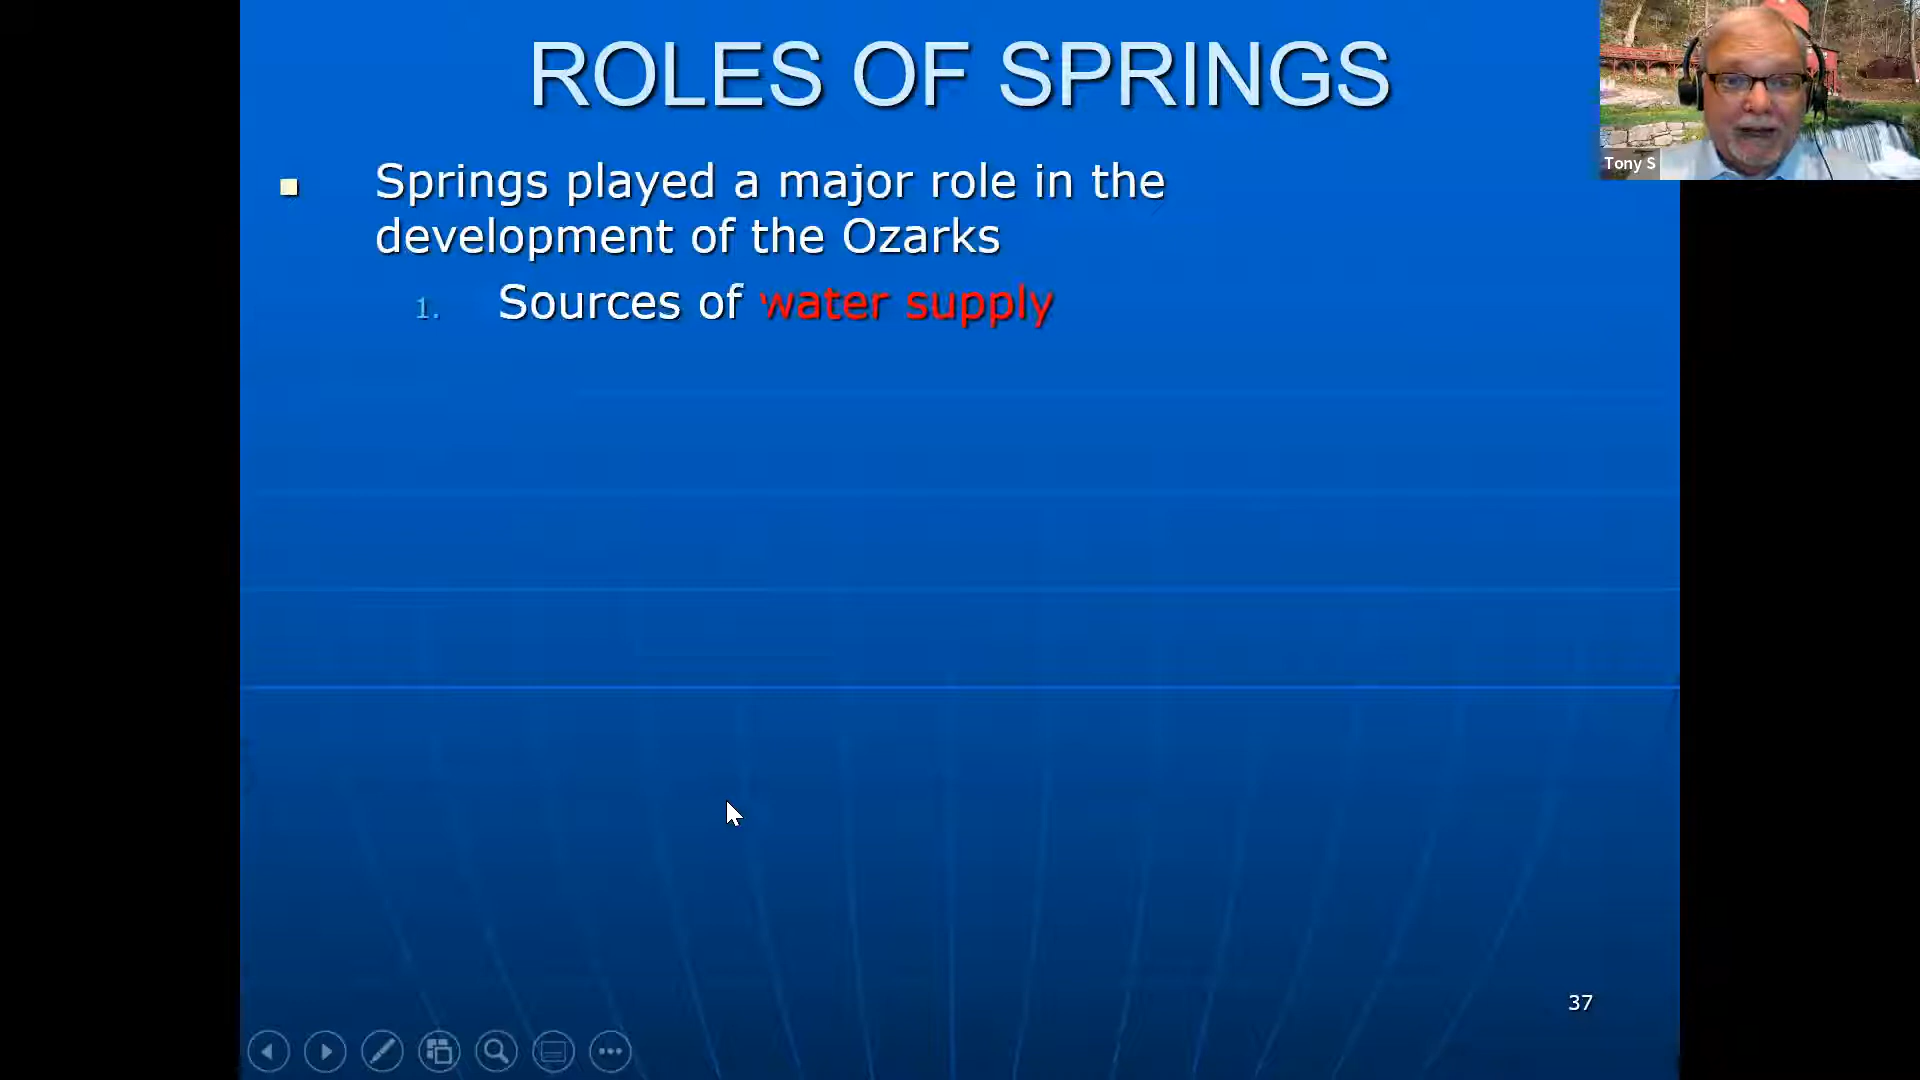 ROLES OF SPRINGS
Springs played a major role in the
development of the Ozarks
1. Sources of water supply
Tony S
37